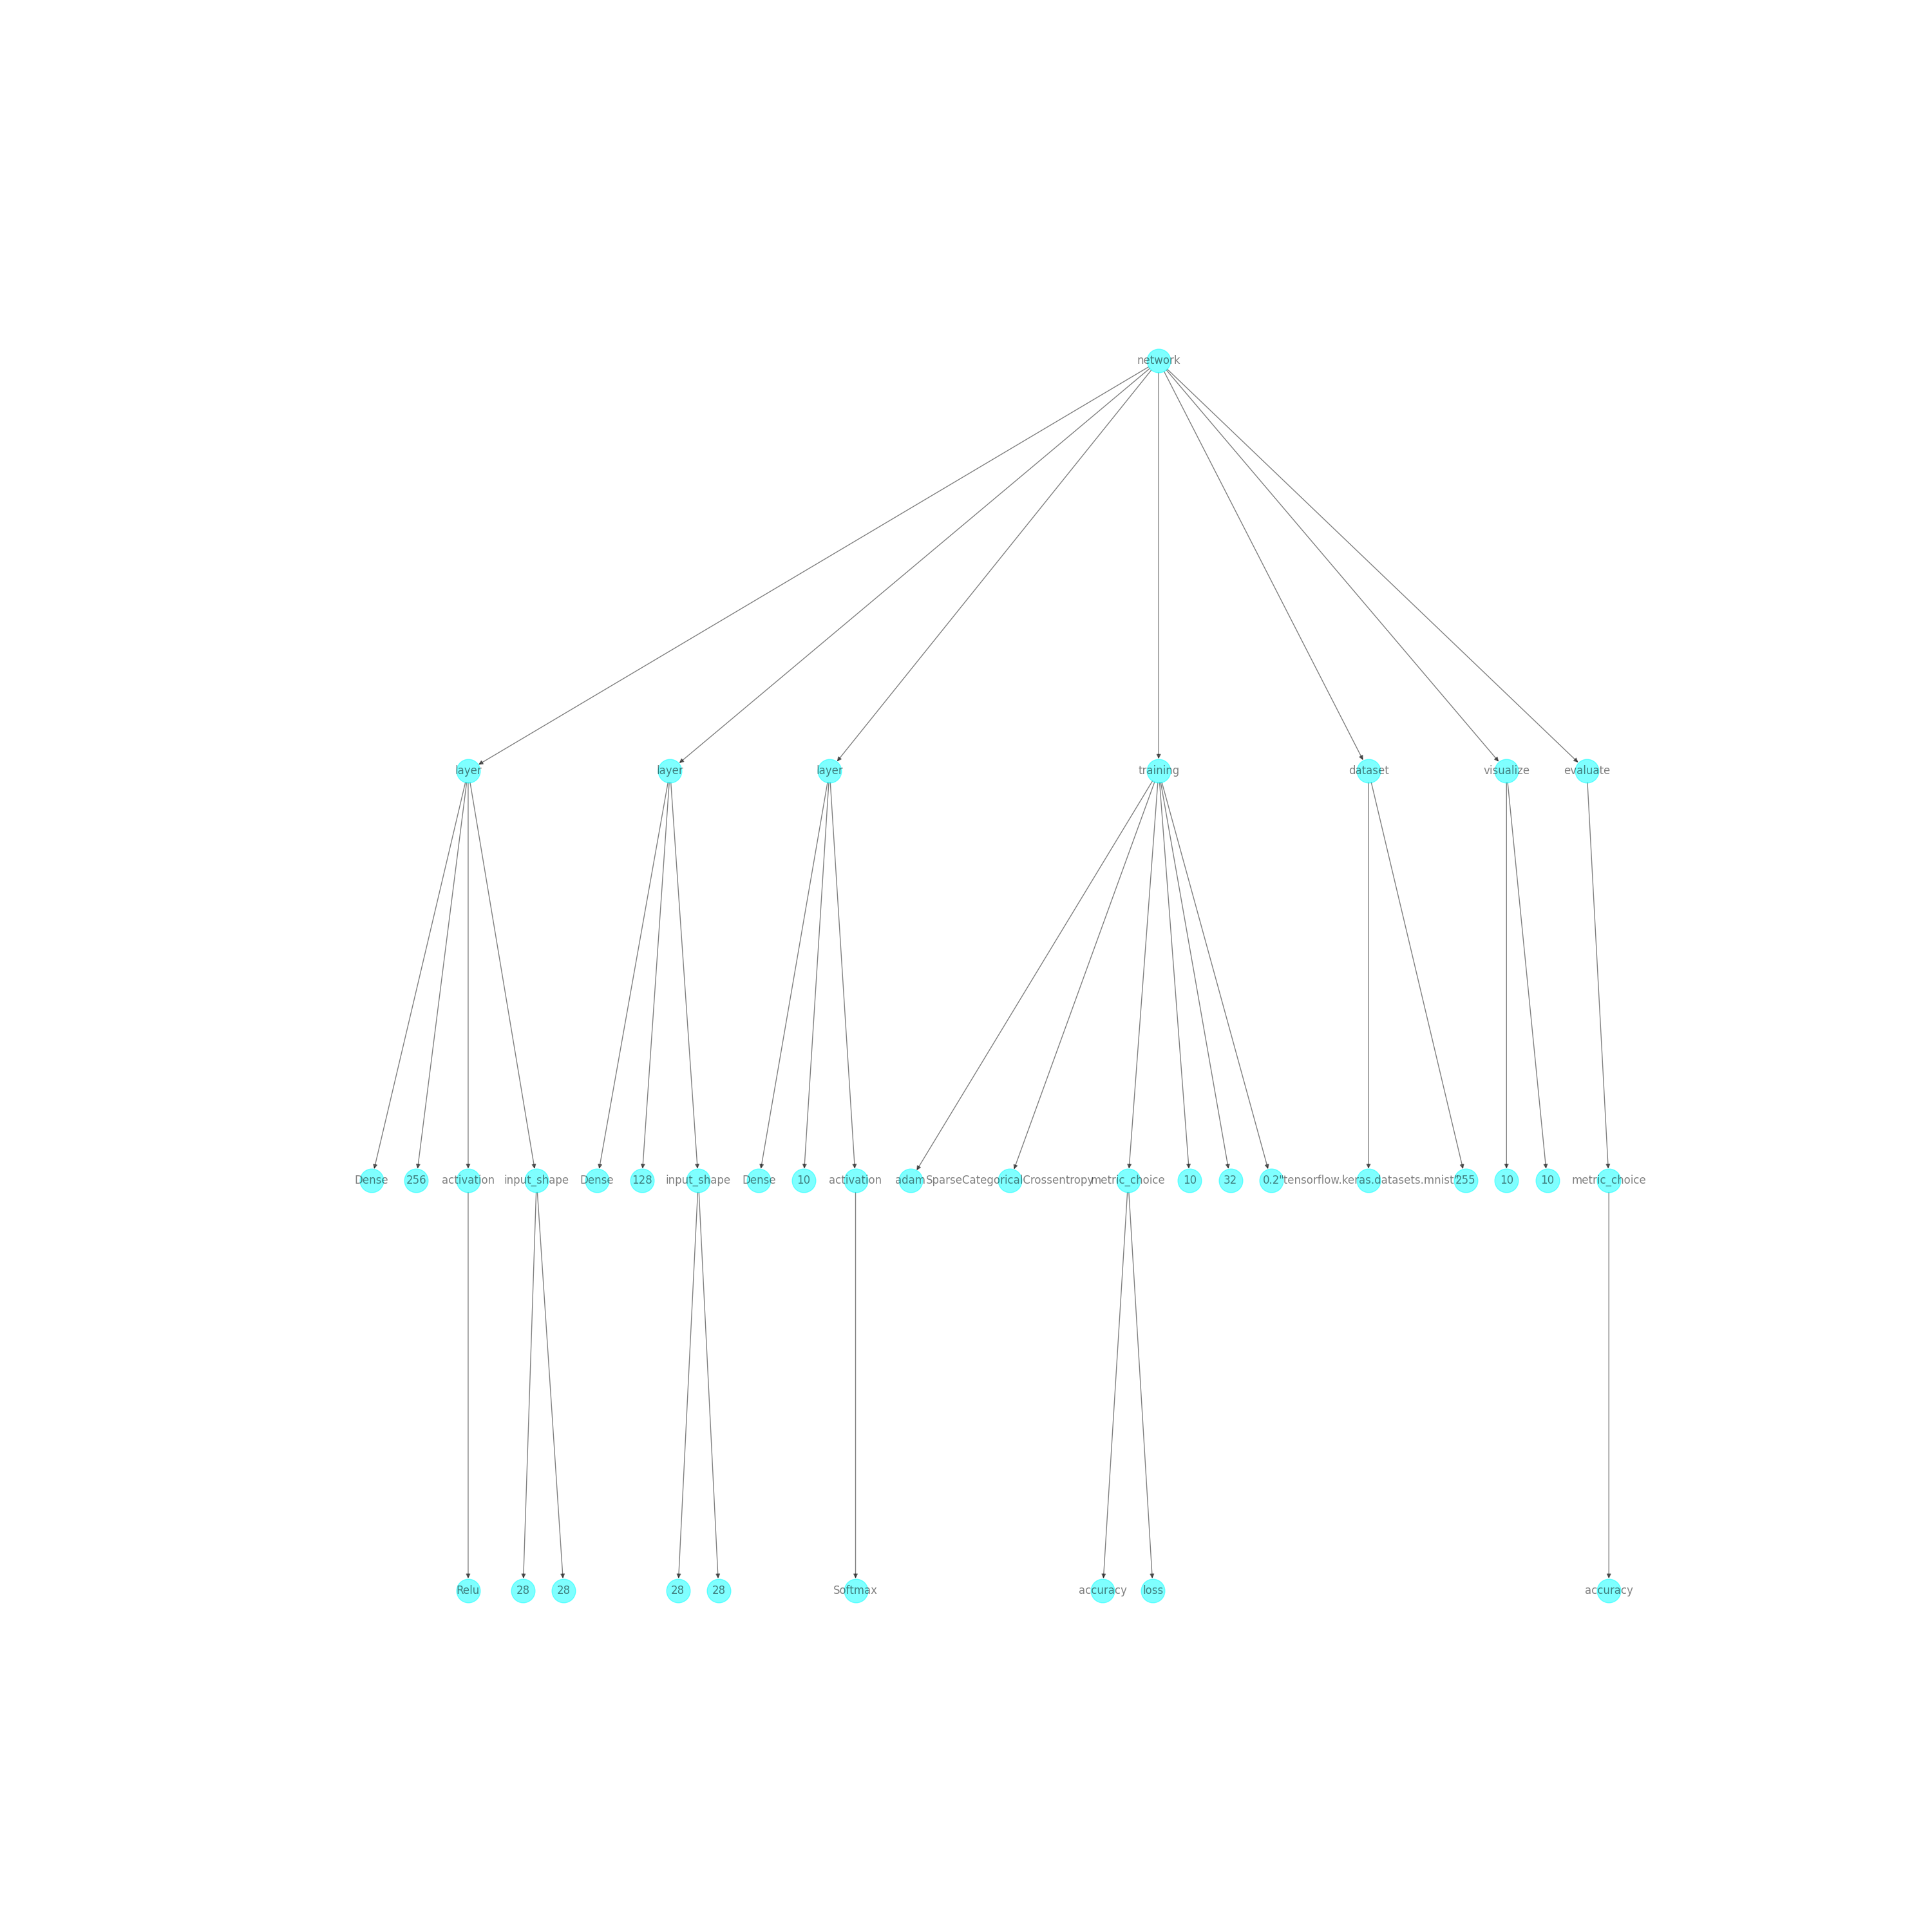 network
layer
layer
layer
training
dataset
visualize
evaluate
Dense
256
activation
input_shape
Dense
128
input_shape
Dense
10
activation
adam
SparseCategoricalCrossentropy
metric_choice
10
32
0.2
"tensorflow.keras.datasets.mnist"
255
10
10
metric_choice
Relu
28
28
28
28
Softmax
accuracy
loss
accuracy